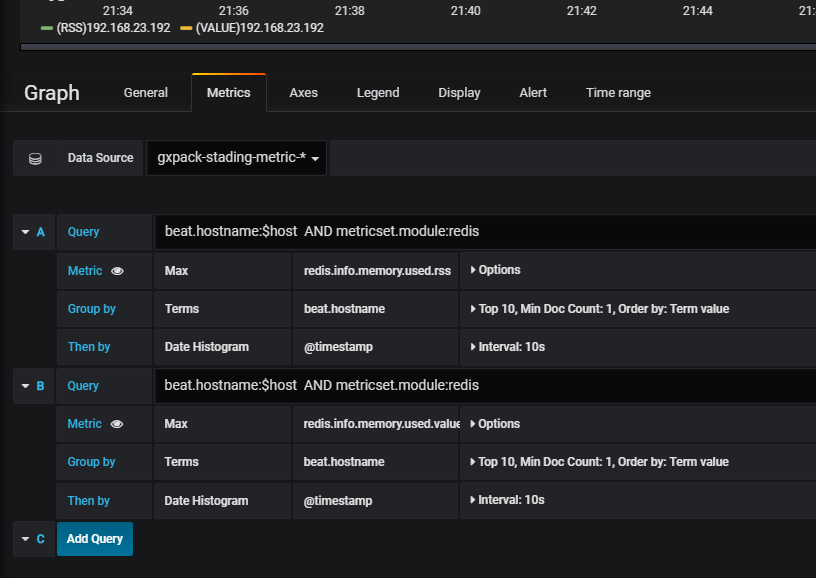 21:34 21:36 21:38 21:40 21:42 21:44
(RSS)192.168.23.192 (VALUE)192.168.23.192
Graph General Metrics Axes Legend Display Alert Time range
Data Source gxpack-stading-metric-*
A Query beat.hostname:$host AND metricset.module:redis
Metric Max redis.info.memory.used.rss Options
Group by Terms beat.hostname Top 10, Min Doc Count: 1, Order by: Term value
Then by Date Histogram @timestamp Interval: 10s
B Query beat.hostname:$host AND metricset.module:redis
Metric Max redis.info.memory.used.value Options
Group by Terms beat.hostname Top 10, Min Doc Count: 1, Order by: Term value
Then by Date Histogram @timestamp Interval: 10s
C Add Query